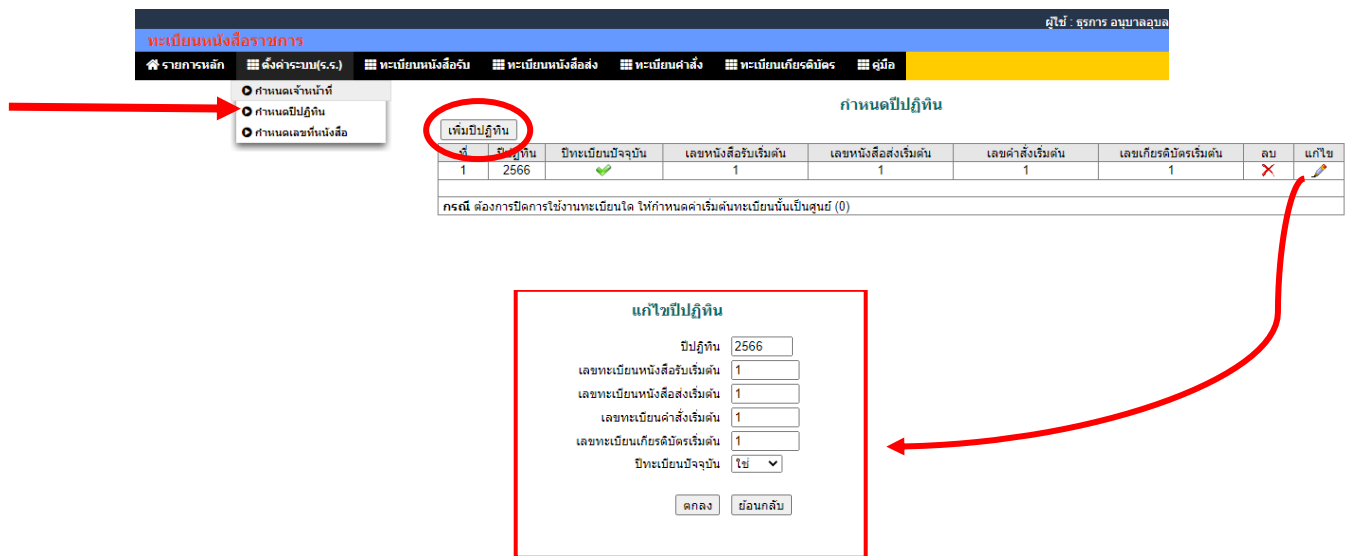 ผู้ใช้ : ธุรการ อนุบาลอุบล
ทะเบียนหนังสือราชการ
รายการหลัก ตั้งค่าระบบ(ร.ร.) ทะเบียนหนังสือรับ ทะเบียนหนังสือส่ง ทะเบียนคำสั่ง ทะเบียนเกียรติบัตร คู่มือ
กำหนดเจ้าหน้าที่
กำหนดปีปฏิทิน
กำหนดเลขที่หนังสือ
กำหนดปีปฏิทิน
เพิ่มปีปฏิทิน
ที่ ปีปฏิทิน ปีทะเบียนปัจจุบัน เลขหนังสือรับเริ่มต้น เลขหนังสือส่งเริ่มต้น เลขคำสั่งเริ่มต้น เลขเกียรติบัตรเริ่มต้น ลบ แก้ไข
1 2566 1 1 1 1
กรณี ต้องการปิดการใช้งานทะเบียนใด ให้กำหนดค่าเริ่มต้นทะเบียนนั้นเป็นศูนย์ (0)
แก้ไขปีปฏิทิน
ปีปฏิทิน 2566
เลขทะเบียนหนังสือรับเริ่มต้น 1
เลขทะเบียนหนังสือส่งเริ่มต้น 1
เลขทะเบียนคำสั่งเริ่มต้น 1
เลขทะเบียนเกียรติบัตรเริ่มต้น 1
ปีทะเบียนปัจจุบัน ใช่
ตกลง ย้อนกลับ